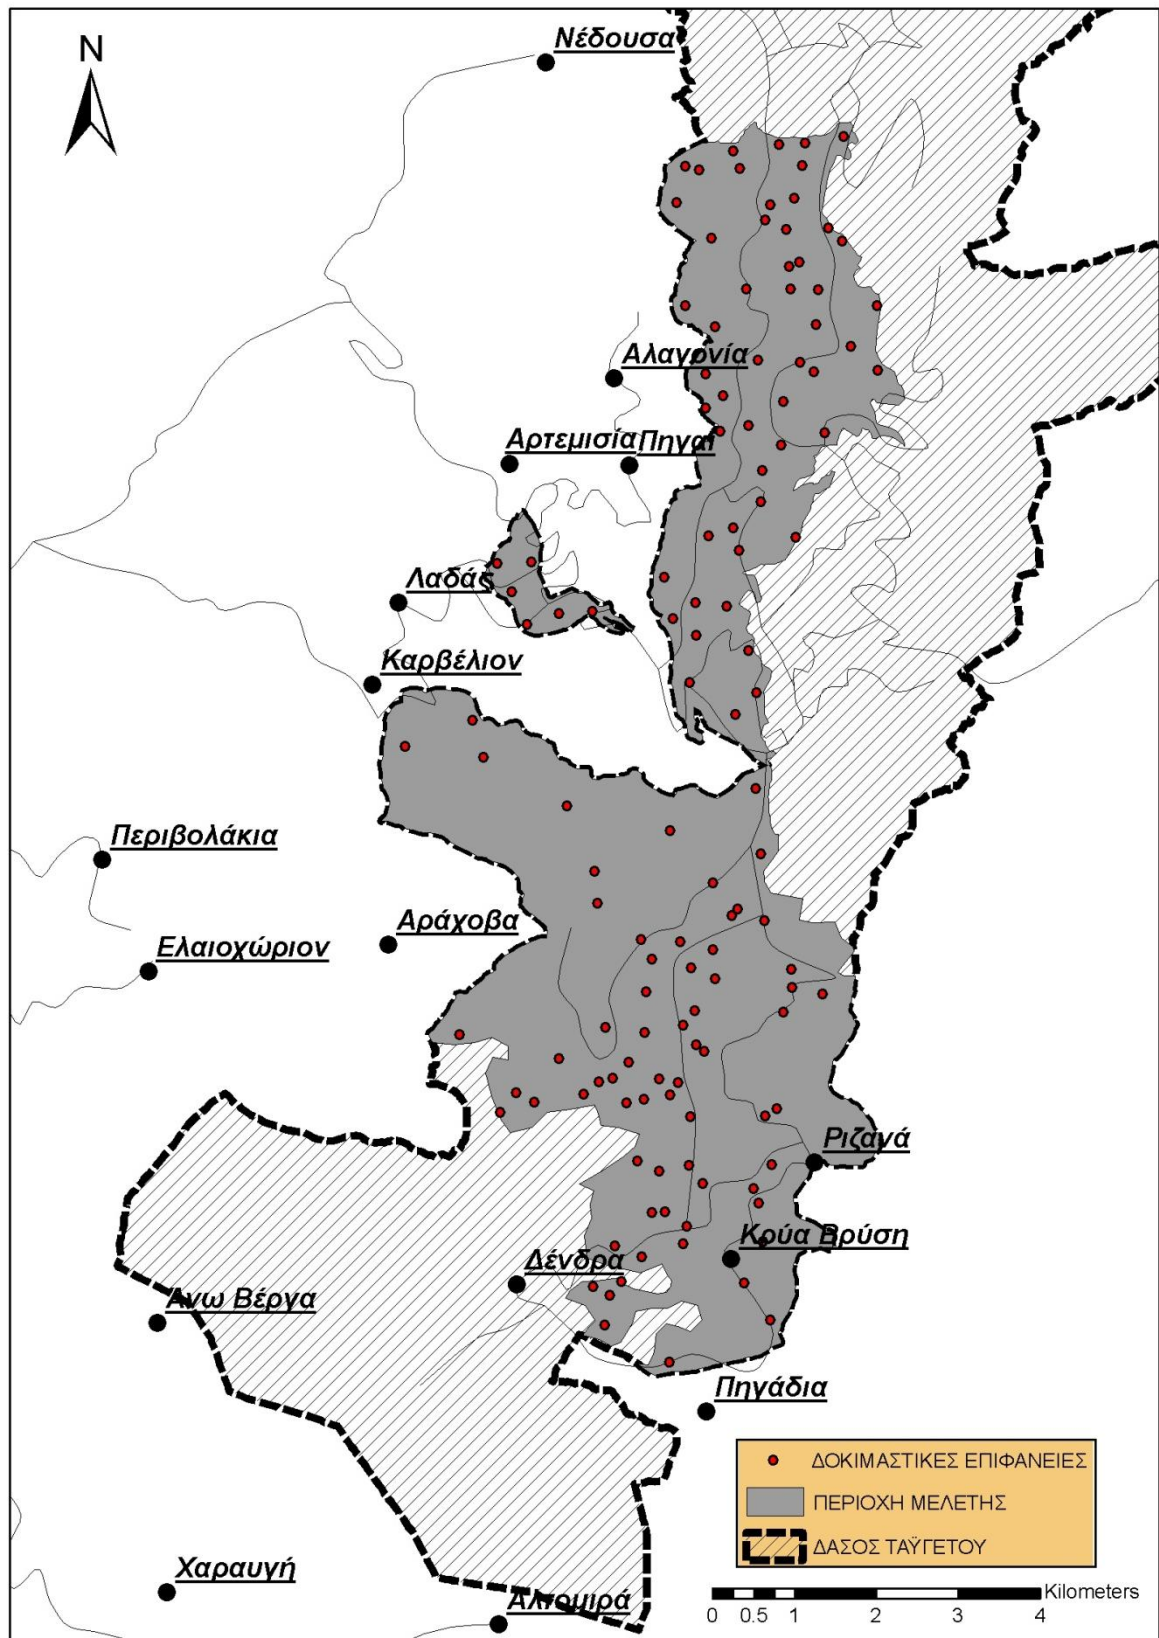 Νέδουσα
N
Αλαγονία
Αρτεμισία
Πηγαί
Λαδάς
Καρβέλιον
Περιβολάκια
Αράχοβα
Ελαιοχώριον
Ριζανά
Κρύα Βρύση
Δένδρα
Ανω Βέργα
Πηγάδια
ΔΟΚΙΜΑΣΤΙΚΕΣ ΕΠΙΦΑΝΕΙΕΣ
ΠΕΡΙΟΧΗ ΜΕΛΕΤΗΣ
ΔΑΣΟΣ ΤΑΫΓΕΤΟΥ
Χαραυγή
Kilometers
0 0.5 1 2 3 4
Αλτομιρά